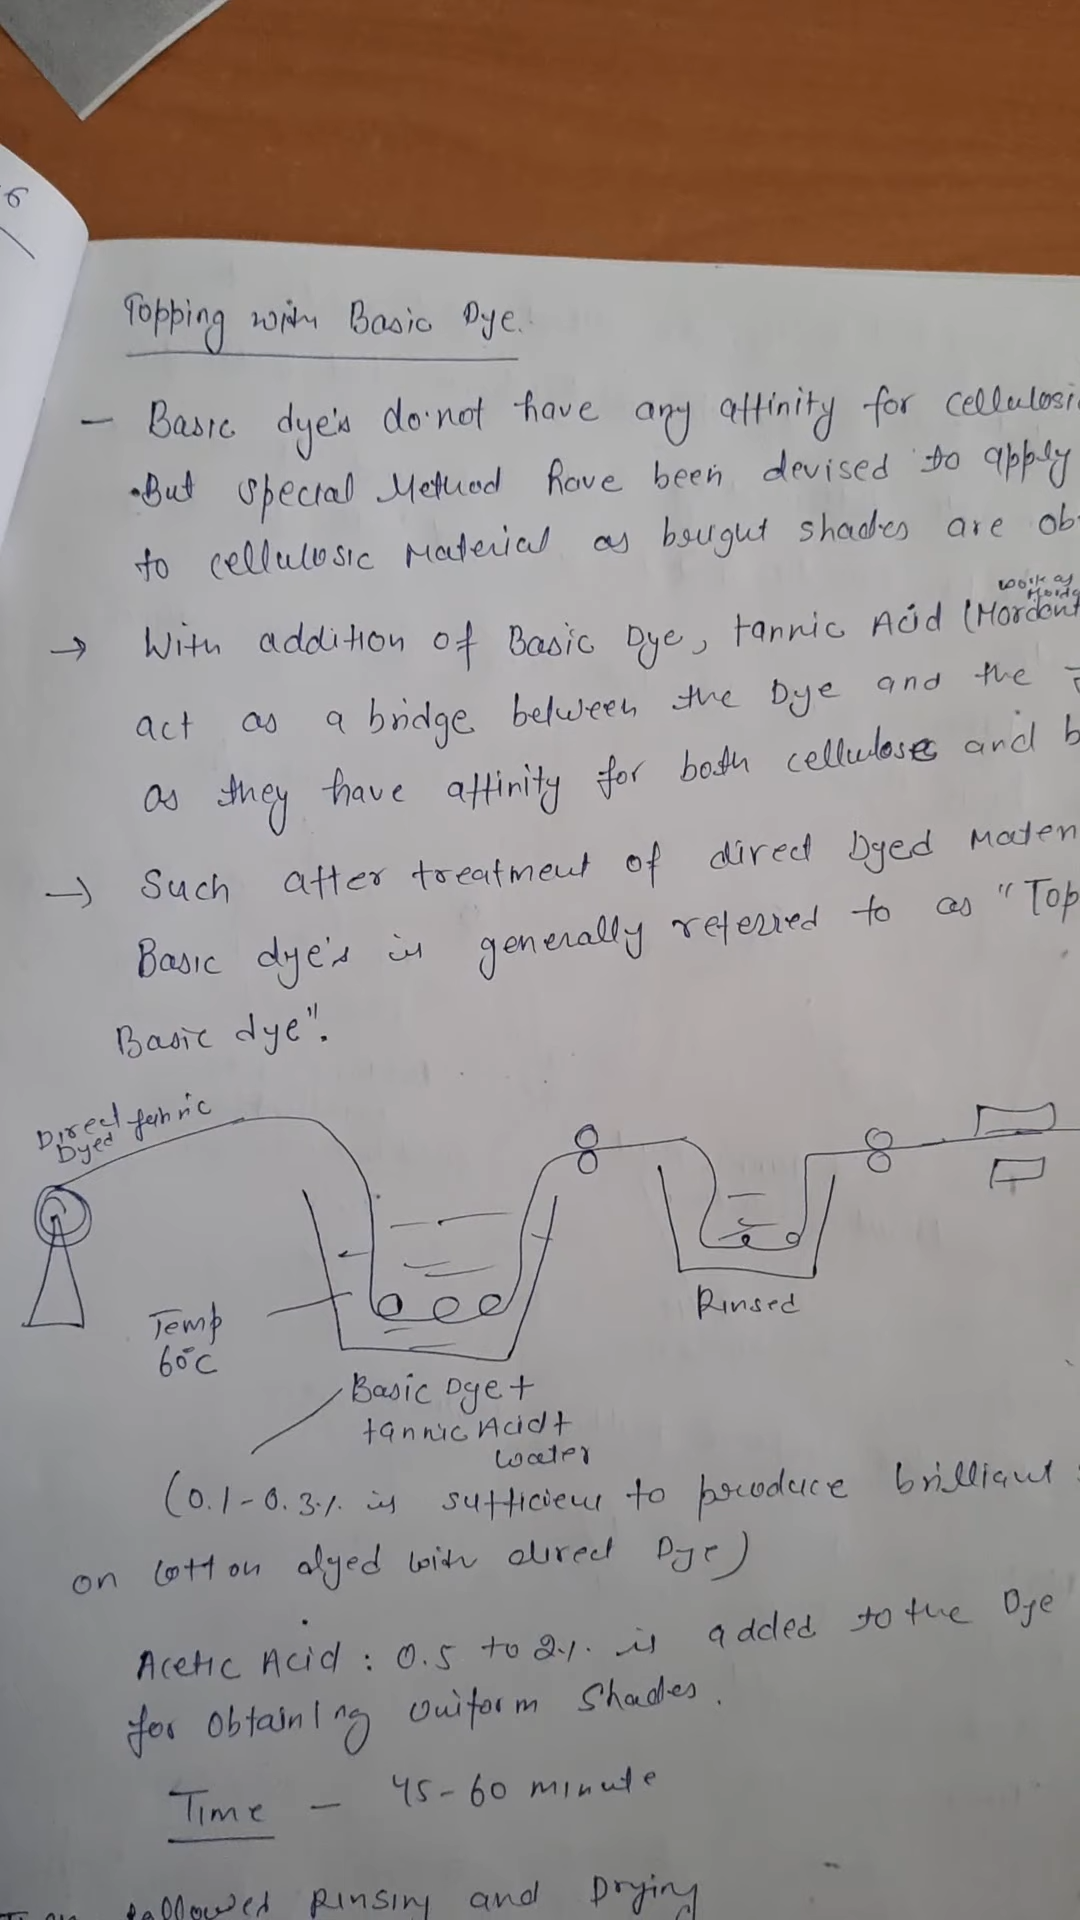 6
Topping with Basic Dye.
- Basic dye's do not have any affinity for cellulosi
But special Method have been devised to apply
to cellulosic Material as brught shades are ob
work as
Morda
→ With addition of Basic Dye, tannic Acid (Mordant
act as a bridge between the Dye and the
as they have affinity for both celluloses and b
→ Such after treatment of direct Dyed Mater
Basic dye's is generally referred to as "Top
Basic dye".
Direct fabric
Dyed
Temp
60°C
Rinsed
Basic Dye +
tannic Acid +
water
(0.1-0.3% is sufficient to produce brilliant
on cotton dyed with direct Dye)
Acetic Acid : 0.5 to 2%. is added to the Dye
for obtaining uniform shades.
Time - 45-60 minute
followed Rinsing and Drying